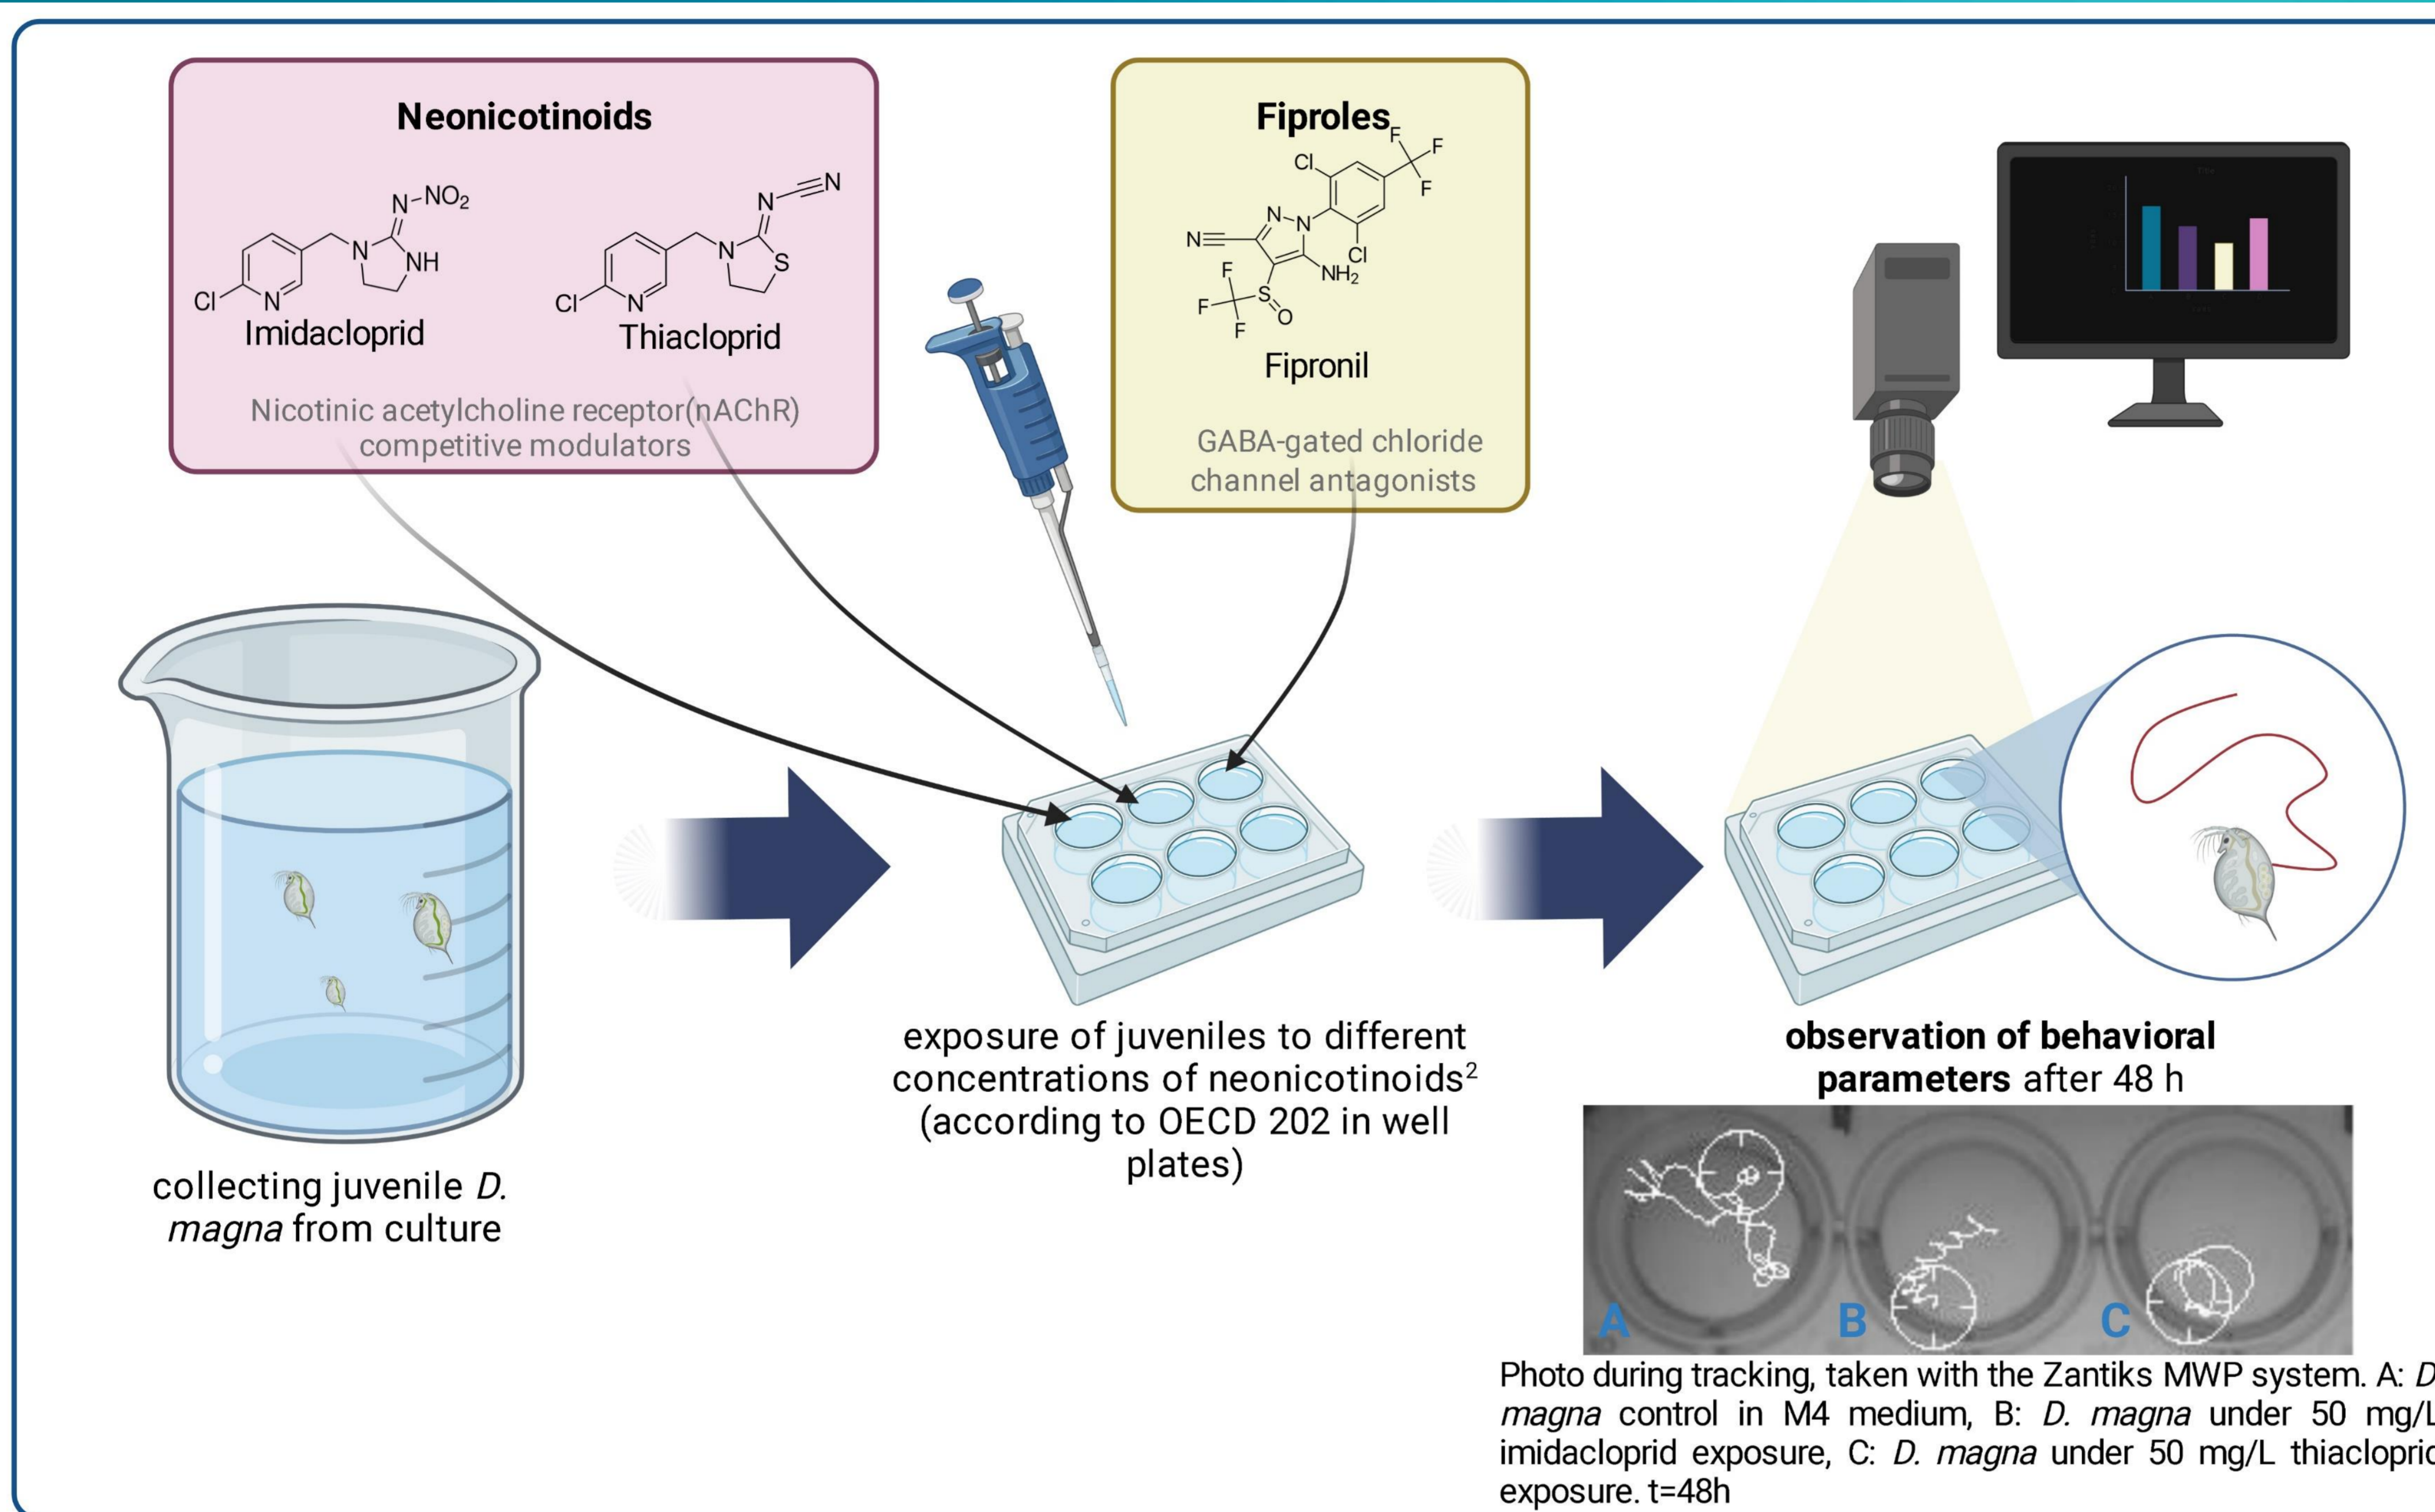 Neonicotinoids
N-NO₂
N
NH
Cl
N
Imidacloprid
N
N
N
S
Cl
N
Thiacloprid
Nicotinic acetylcholine receptor(nAChR)
competitive modulators
Fiproles
F
F
F
Cl
N
N
N
Cl
NH₂
F
F
S
F
O
Fipronil
GABA-gated chloride
channel antagonists
collecting juvenile D.
magna from culture
exposure of juveniles to different
concentrations of neonicotinoids²
(according to OECD 202 in well
plates)
observation of behavioral
parameters after 48 h
A
B
C
Photo during tracking, taken with the Zantiks MWP system. A: D
magna control in M4 medium, B: D. magna under 50 mg/L
imidacloprid exposure, C: D. magna under 50 mg/L thiacloprid
exposure. t=48h